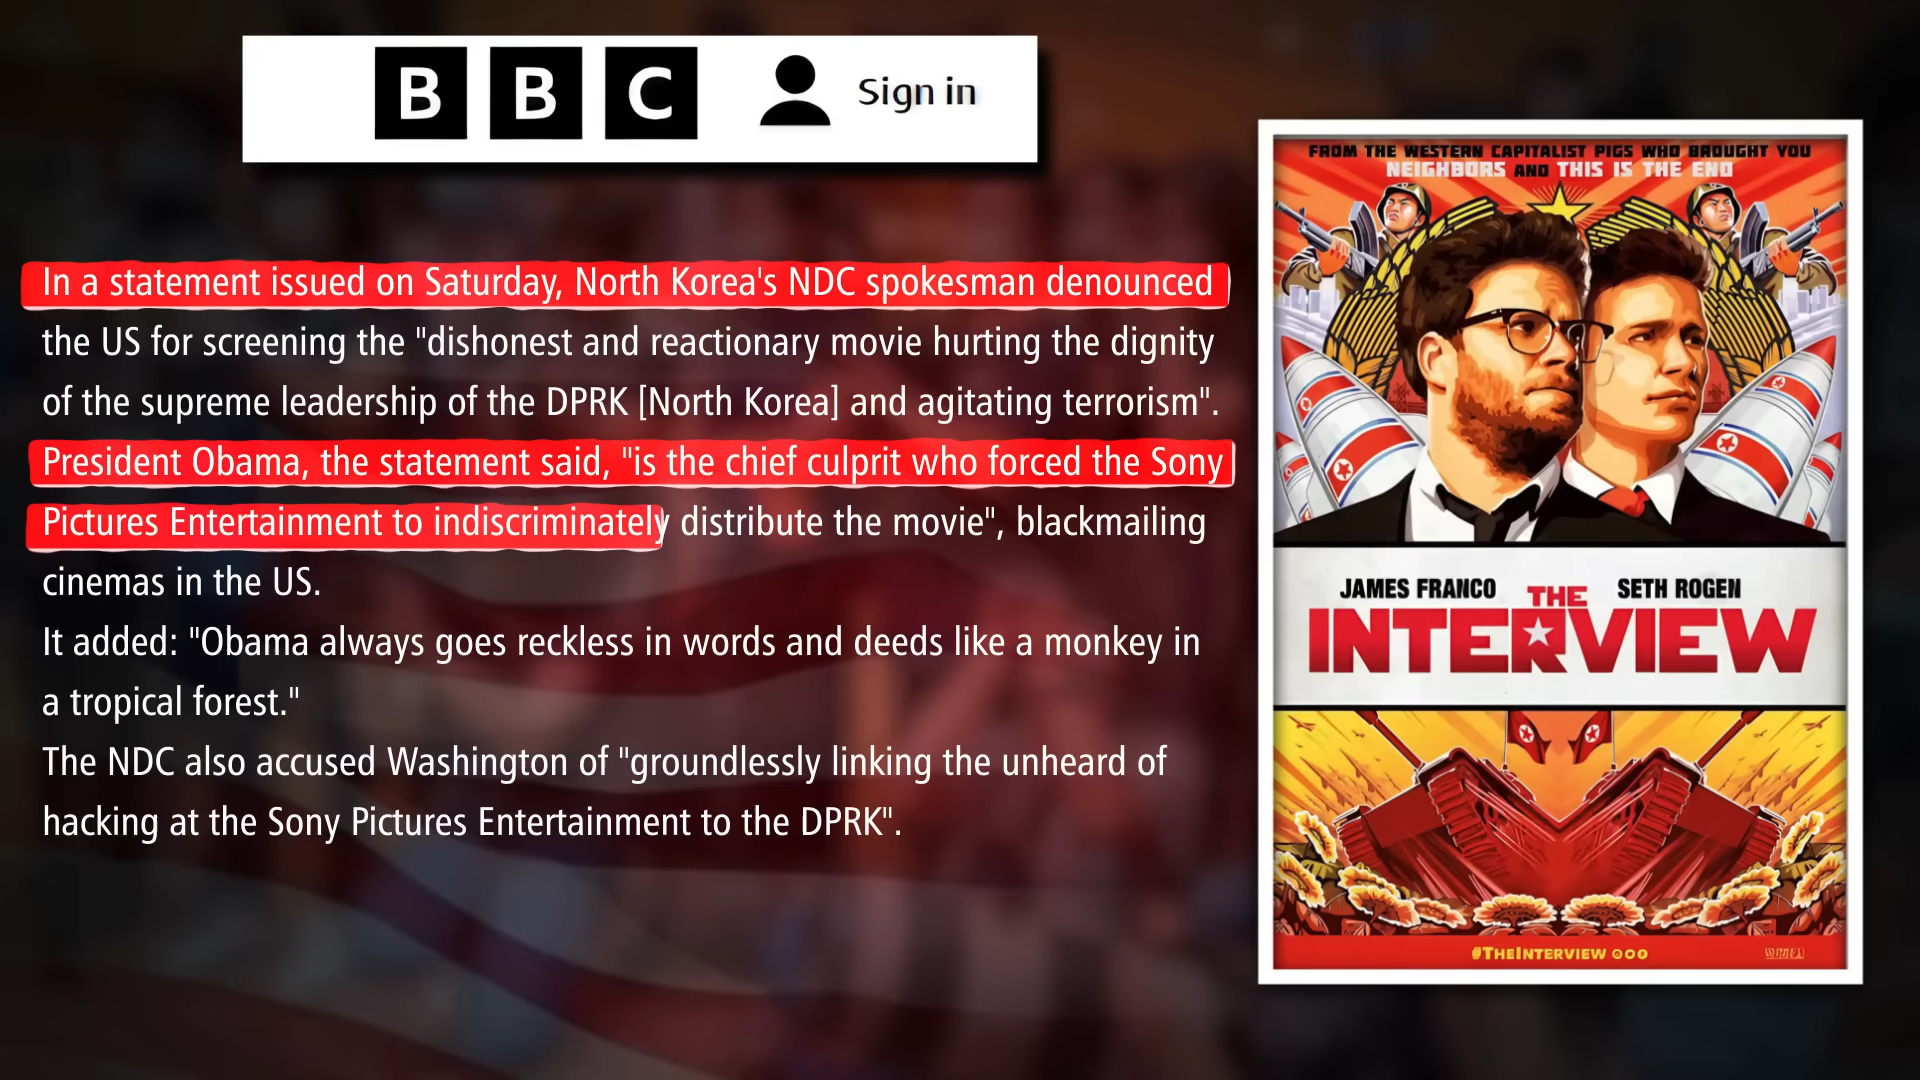 BBC
Sign in
In a statement issued on Saturday, North Korea's NDC spokesman denounced
the US for screening the "dishonest and reactionary movie hurting the dignity
of the supreme leadership of the DPRK [North Korea] and agitating terrorism".
President Obama, the statement said, "is the chief culprit who forced the Sony
Pictures Entertainment to indiscriminately distribute the movie", blackmailing
cinemas in the US.
It added: "Obama always goes reckless in words and deeds like a monkey in
a tropical forest."
The NDC also accused Washington of "groundlessly linking the unheard of
hacking at the Sony Pictures Entertainment to the DPRK".
FROM THE WESTERN CAPITALIST PIGS WHO BROUGHT YOU
NEIGHBORS AND THIS IS THE END
JAMES FRANCO
SETH ROGEN
THE
INTERVIEW
#THEINTERVIEW